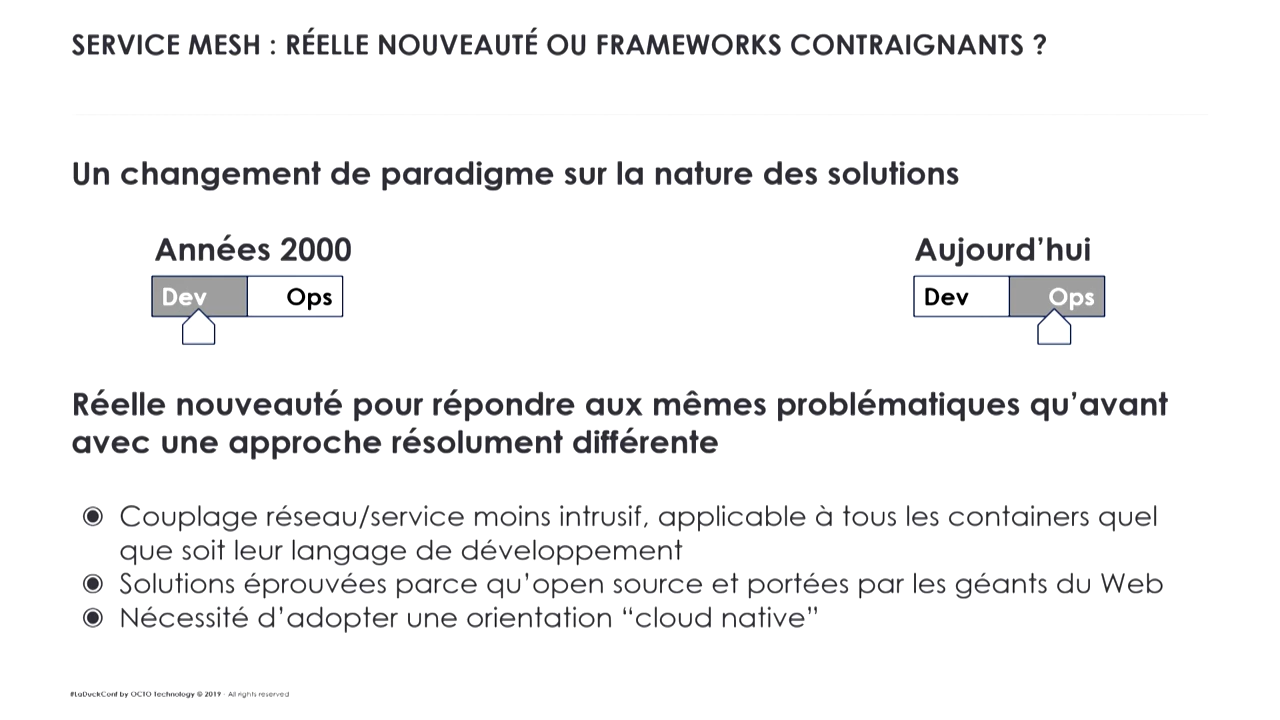 SERVICE MESH : RÉELLE NOUVEAUTÉ OU FRAMEWORKS CONTRAIGNANTS ?
Un changement de paradigme sur la nature des solutions
Années 2000
Aujourd’hui
Dev Ops
Dev Ops
Réelle nouveauté pour répondre aux mêmes problématiques qu’avant
avec une approche résolument différente
◉ Couplage réseau/service moins intrusif, applicable à tous les containers quel
que soit leur langage de développement
◉ Solutions éprouvées parce qu’open source et portées par les géants du Web
◉ Nécessité d’adopter une orientation “cloud native”
#LaDuckConf by OCTO Technology © 2019 - All rights reserved